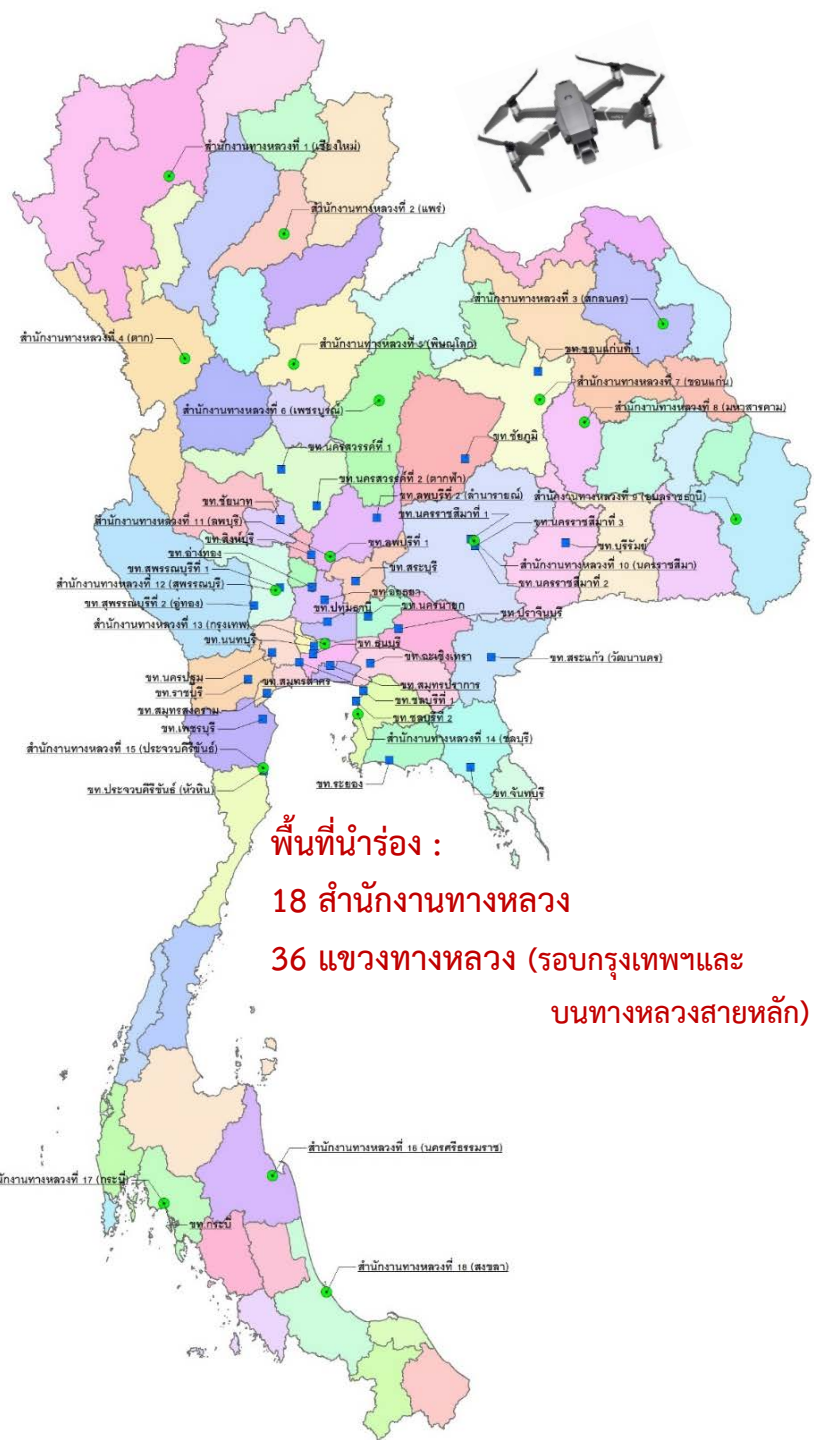 สำนักงานทางหลวงที่ 1 (เชียงใหม่)
สำนักงานทางหลวงที่ 2 (แพร่)
สำนักงานทางหลวงที่ 3 (สกลนคร)
สำนักงานทางหลวงที่ 4 (ตาก)
สำนักงานทางหลวงที่ 5 (พิษณุโลก)
ขท.ขอนแก่นที่ 1
สำนักงานทางหลวงที่ 7 (ขอนแก่น)
สำนักงานทางหลวงที่ 6 (เพชรบูรณ์)
สำนักงานทางหลวงที่ 8 (มหาสารคาม)
ขท.นครสวรรค์ที่ 1
ขท.ชัยภูมิ
ขท.นครสวรรค์ที่ 2 (ตากฟ้า)
ขท.ชัยนาท
ขท.ลพบุรีที่ 2 (ลำนารายณ์)
สำนักงานทางหลวงที่ 9 (อุบลราชธานี)
ขท.นครราชสีมาที่ 1
สำนักงานทางหลวงที่ 11 (ลพบุรี)
ขท.นครราชสีมาที่ 3
ขท.สิงห์บุรี
ขท.ลพบุรีที่ 1
ขท.บุรีรัมย์
ขท.อ่างทอง
สำนักงานทางหลวงที่ 10 (นครราชสีมา)
ขท.สุพรรณบุรีที่ 1
ขท.สระบุรี
ขท.นครราชสีมาที่ 2
สำนักงานทางหลวงที่ 12 (สุพรรณบุรี)
ขท.อยุธยา
ขท.สุพรรณบุรีที่ 2 (อู่ทอง)
ขท.ปทุมธานี
ขท.นครนายก
ขท.ปราจีนบุรี
สำนักงานทางหลวงที่ 13 (กรุงเทพ)
ขท.นนทบุรี
ขท.ธนบุรี
ขท.ฉะเชิงเทรา
ขท.สระแก้ว (วัฒนานคร)
ขท.นครปฐม
ขท.สมุทรสาคร
ขท.สมุทรปราการ
ขท.ราชบุรี
ขท.ชลบุรีที่ 1
ขท.สมุทรสงคราม
ขท.ชลบุรีที่ 2
ขท.เพชรบุรี
สำนักงานทางหลวงที่ 14 (ชลบุรี)
สำนักงานทางหลวงที่ 15 (ประจวบคีรีขันธ์)
ขท.ประจวบคีรีขันธ์ (หัวหิน)
ขท.ระยอง
ขท.จันทบุรี
พื้นที่นำร่อง :
18 สำนักงานทางหลวง
36 แขวงทางหลวง (รอบกรุงเทพฯและ
บนทางหลวงสายหลัก)
สำนักงานทางหลวงที่ 16 (นครศรีธรรมราช)
นักงานทางหลวงที่ 17 (กระบี่)
ขท.กระบี่
สำนักงานทางหลวงที่ 18 (สงขลา)